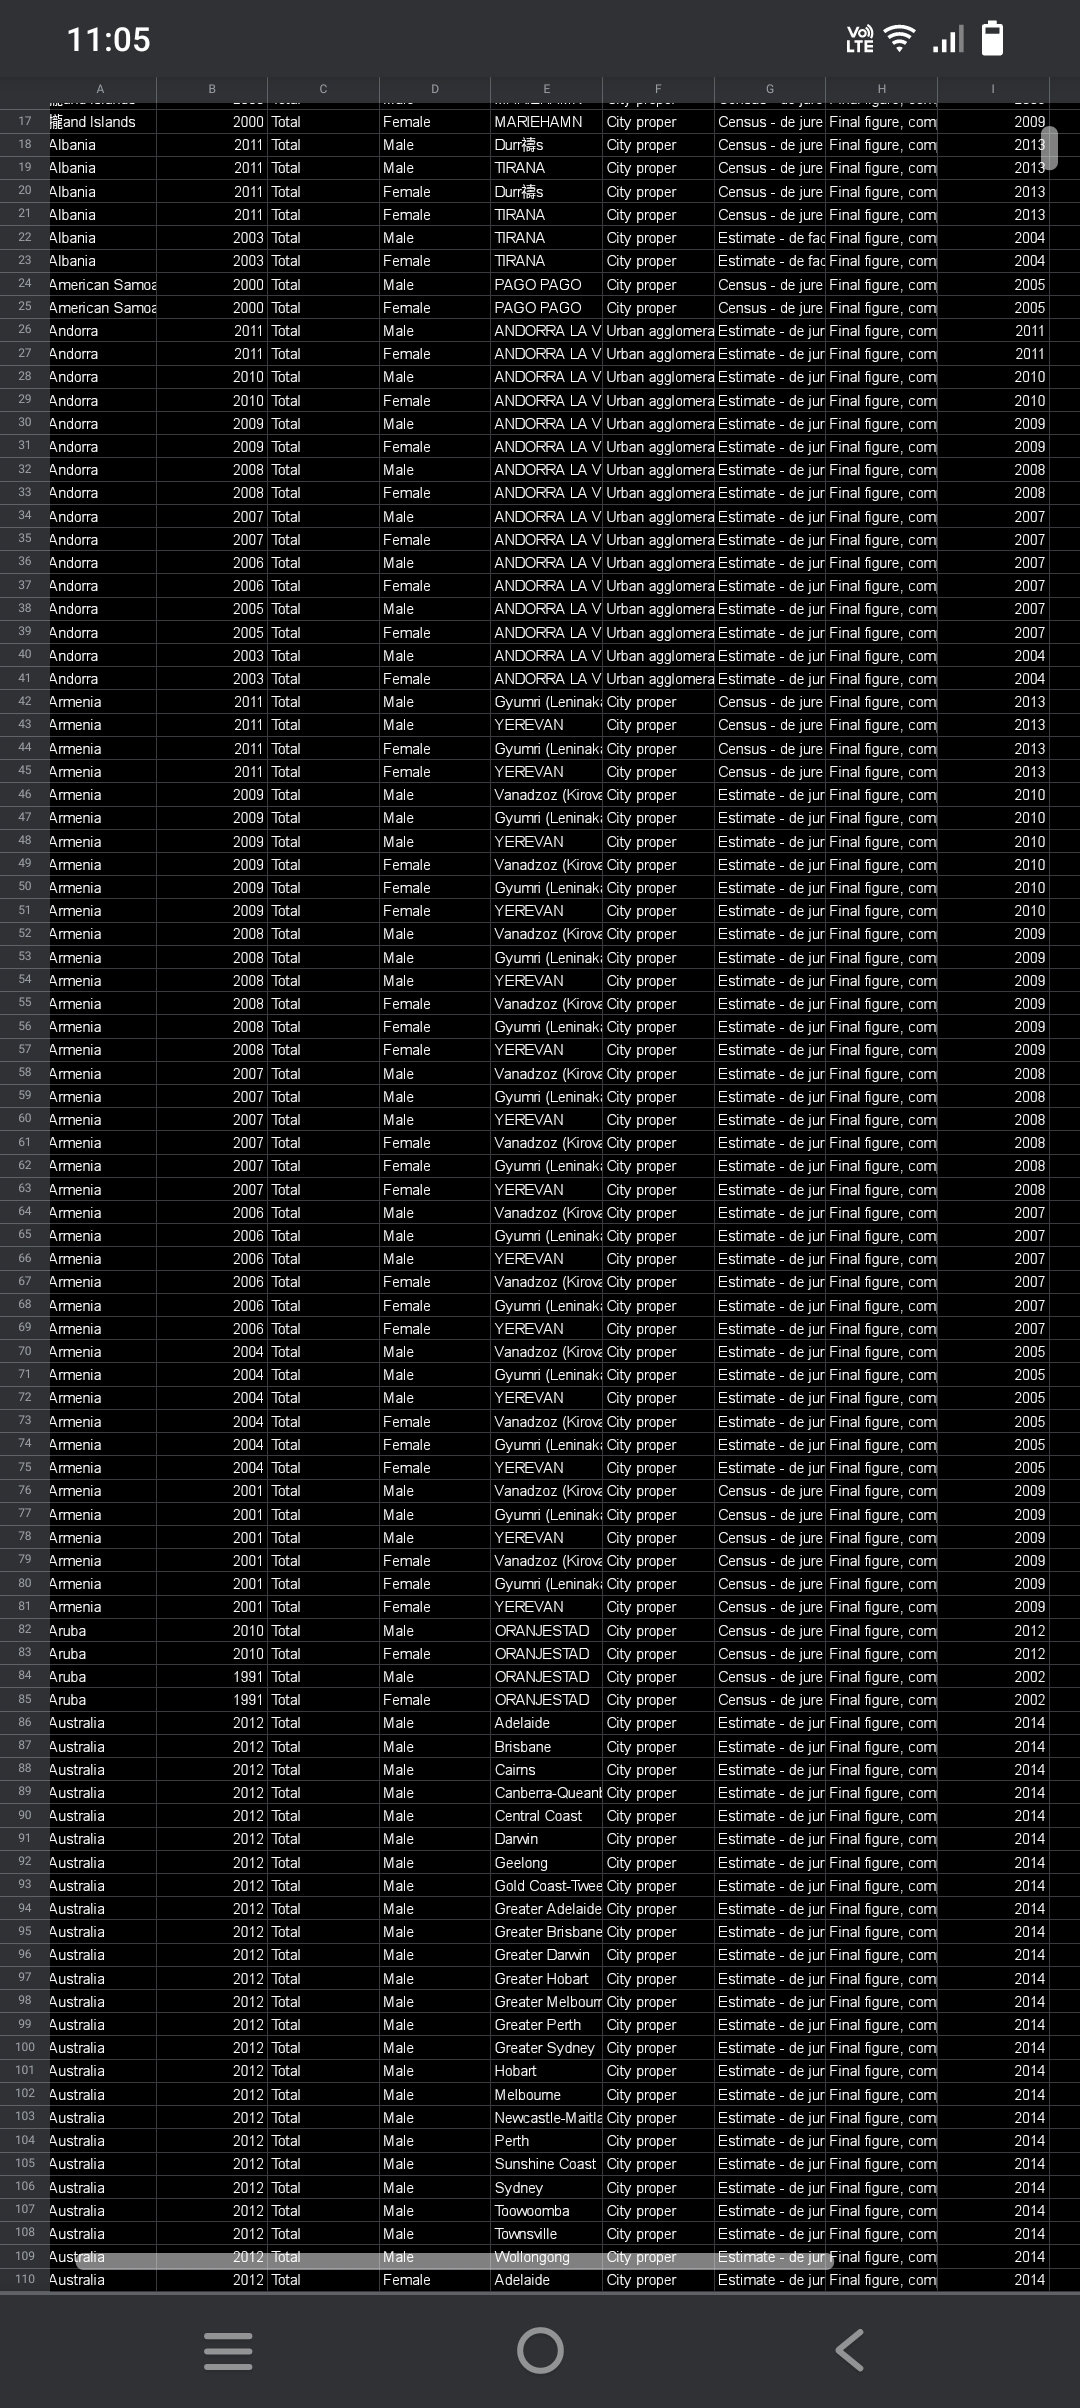 11:05
Vo) LTE
A B C D E F G H I
17 攏and Islands 2000 Total Female MARIEHAMN City proper Census - de jure Final figure, com 2009
18 Albania 2011 Total Male Durr禱s City proper Census - de jure Final figure, com 2013
19 Albania 2011 Total Male TIRANA City proper Census - de jure Final figure, com 2013
20 Albania 2011 Total Female Durr禱s City proper Census - de jure Final figure, com 2013
21 Albania 2011 Total Female TIRANA City proper Census - de jure Final figure, com 2013
22 Albania 2003 Total Male TIRANA City proper Estimate - de fac Final figure, com 2004
23 Albania 2003 Total Female TIRANA City proper Estimate - de fac Final figure, com 2004
24 American Samoa 2000 Total Male PAGO PAGO City proper Census - de jure Final figure, com 2005
25 American Samoa 2000 Total Female PAGO PAGO City proper Census - de jure Final figure, com 2005
26 Andorra 2011 Total Male ANDORRA LA V Urban agglomera Estimate - de jur Final figure, com 2011
27 Andorra 2011 Total Female ANDORRA LA V Urban agglomera Estimate - de jur Final figure, com 2011
28 Andorra 2010 Total Male ANDORRA LA V Urban agglomera Estimate - de jur Final figure, com 2010
29 Andorra 2010 Total Female ANDORRA LA V Urban agglomera Estimate - de jur Final figure, com 2010
30 Andorra 2009 Total Male ANDORRA LA V Urban agglomera Estimate - de jur Final figure, com 2009
31 Andorra 2009 Total Female ANDORRA LA V Urban agglomera Estimate - de jur Final figure, com 2009
32 Andorra 2008 Total Male ANDORRA LA V Urban agglomera Estimate - de jur Final figure, com 2008
33 Andorra 2008 Total Female ANDORRA LA V Urban agglomera Estimate - de jur Final figure, com 2008
34 Andorra 2007 Total Male ANDORRA LA V Urban agglomera Estimate - de jur Final figure, com 2007
35 Andorra 2007 Total Female ANDORRA LA V Urban agglomera Estimate - de jur Final figure, com 2007
36 Andorra 2006 Total Male ANDORRA LA V Urban agglomera Estimate - de jur Final figure, com 2007
37 Andorra 2006 Total Female ANDORRA LA V Urban agglomera Estimate - de jur Final figure, com 2007
38 Andorra 2005 Total Male ANDORRA LA V Urban agglomera Estimate - de jur Final figure, com 2007
39 Andorra 2005 Total Female ANDORRA LA V Urban agglomera Estimate - de jur Final figure, com 2007
40 Andorra 2003 Total Male ANDORRA LA V Urban agglomera Estimate - de jur Final figure, com 2004
41 Andorra 2003 Total Female ANDORRA LA V Urban agglomera Estimate - de jur Final figure, com 2004
42 Armenia 2011 Total Male Gyumri (Leninak City proper Census - de jure Final figure, com 2013
43 Armenia 2011 Total Male YEREVAN City proper Census - de jure Final figure, com 2013
44 Armenia 2011 Total Female Gyumri (Leninak City proper Census - de jure Final figure, com 2013
45 Armenia 2011 Total Female YEREVAN City proper Census - de jure Final figure, com 2013
46 Armenia 2009 Total Male Vanadzoz (Kirova City proper Estimate - de jur Final figure, com 2010
47 Armenia 2009 Total Male Gyumri (Leninak City proper Estimate - de jur Final figure, com 2010
48 Armenia 2009 Total Male YEREVAN City proper Estimate - de jur Final figure, com 2010
49 Armenia 2009 Total Female Vanadzoz (Kirova City proper Estimate - de jur Final figure, com 2010
50 Armenia 2009 Total Female Gyumri (Leninak City proper Estimate - de jur Final figure, com 2010
51 Armenia 2009 Total Female YEREVAN City proper Estimate - de jur Final figure, com 2010
52 Armenia 2008 Total Male Vanadzoz (Kirova City proper Estimate - de jur Final figure, com 2009
53 Armenia 2008 Total Male Gyumri (Leninak City proper Estimate - de jur Final figure, com 2009
54 Armenia 2008 Total Male YEREVAN City proper Estimate - de jur Final figure, com 2009
55 Armenia 2008 Total Female Vanadzoz (Kirova City proper Estimate - de jur Final figure, com 2009
56 Armenia 2008 Total Female Gyumri (Leninak City proper Estimate - de jur Final figure, com 2009
57 Armenia 2008 Total Female YEREVAN City proper Estimate - de jur Final figure, com 2009
58 Armenia 2007 Total Male Vanadzoz (Kirova City proper Estimate - de jur Final figure, com 2008
59 Armenia 2007 Total Male Gyumri (Leninak City proper Estimate - de jur Final figure, com 2008
60 Armenia 2007 Total Male YEREVAN City proper Estimate - de jur Final figure, com 2008
61 Armenia 2007 Total Female Vanadzoz (Kirova City proper Estimate - de jur Final figure, com 2008
62 Armenia 2007 Total Female Gyumri (Leninak City proper Estimate - de jur Final figure, com 2008
63 Armenia 2007 Total Female YEREVAN City proper Estimate - de jur Final figure, com 2008
64 Armenia 2006 Total Male Vanadzoz (Kirova City proper Estimate - de jur Final figure, com 2007
65 Armenia 2006 Total Male Gyumri (Leninak City proper Estimate - de jur Final figure, com 2007
66 Armenia 2006 Total Male YEREVAN City proper Estimate - de jur Final figure, com 2007
67 Armenia 2006 Total Female Vanadzoz (Kirova City proper Estimate - de jur Final figure, com 2007
68 Armenia 2006 Total Female Gyumri (Leninak City proper Estimate - de jur Final figure, com 2007
69 Armenia 2006 Total Female YEREVAN City proper Estimate - de jur Final figure, com 2007
70 Armenia 2004 Total Male Vanadzoz (Kirova City proper Estimate - de jur Final figure, com 2005
71 Armenia 2004 Total Male Gyumri (Leninak City proper Estimate - de jur Final figure, com 2005
72 Armenia 2004 Total Male YEREVAN City proper Estimate - de jur Final figure, com 2005
73 Armenia 2004 Total Female Vanadzoz (Kirova City proper Estimate - de jur Final figure, com 2005
74 Armenia 2004 Total Female Gyumri (Leninak City proper Estimate - de jur Final figure, com 2005
75 Armenia 2004 Total Female YEREVAN City proper Estimate - de jur Final figure, com 2005
76 Armenia 2001 Total Male Vanadzoz (Kirova City proper Census - de jure Final figure, com 2009
77 Armenia 2001 Total Male Gyumri (Leninak City proper Census - de jure Final figure, com 2009
78 Armenia 2001 Total Male YEREVAN City proper Census - de jure Final figure, com 2009
79 Armenia 2001 Total Female Vanadzoz (Kirova City proper Census - de jure Final figure, com 2009
80 Armenia 2001 Total Female Gyumri (Leninak City proper Census - de jure Final figure, com 2009
81 Armenia 2001 Total Female YEREVAN City proper Census - de jure Final figure, com 2009
82 Aruba 2010 Total Male ORANJESTAD City proper Census - de jure Final figure, com 2012
83 Aruba 2010 Total Female ORANJESTAD City proper Census - de jure Final figure, com 2012
84 Aruba 1991 Total Male ORANJESTAD City proper Census - de jure Final figure, com 2002
85 Aruba 1991 Total Female ORANJESTAD City proper Census - de jure Final figure, com 2002
86 Australia 2012 Total Male Adelaide City proper Estimate - de jur Final figure, com 2014
87 Australia 2012 Total Male Brisbane City proper Estimate - de jur Final figure, com 2014
88 Australia 2012 Total Male Cairns City proper Estimate - de jur Final figure, com 2014
89 Australia 2012 Total Male Canberra-Queanb City proper Estimate - de jur Final figure, com 2014
90 Australia 2012 Total Male Central Coast City proper Estimate - de jur Final figure, com 2014
91 Australia 2012 Total Male Darwin City proper Estimate - de jur Final figure, com 2014
92 Australia 2012 Total Male Geelong City proper Estimate - de jur Final figure, com 2014
93 Australia 2012 Total Male Gold Coast-Twee City proper Estimate - de jur Final figure, com 2014
94 Australia 2012 Total Male Greater Adelaide City proper Estimate - de jur Final figure, com 2014
95 Australia 2012 Total Male Greater Brisbane City proper Estimate - de jur Final figure, com 2014
96 Australia 2012 Total Male Greater Darwin City proper Estimate - de jur Final figure, com 2014
97 Australia 2012 Total Male Greater Hobart City proper Estimate - de jur Final figure, com 2014
98 Australia 2012 Total Male Greater Melbourn City proper Estimate - de jur Final figure, com 2014
99 Australia 2012 Total Male Greater Perth City proper Estimate - de jur Final figure, com 2014
100 Australia 2012 Total Male Greater Sydney City proper Estimate - de jur Final figure, com 2014
101 Australia 2012 Total Male Hobart City proper Estimate - de jur Final figure, com 2014
102 Australia 2012 Total Male Melbourne City proper Estimate - de jur Final figure, com 2014
103 Australia 2012 Total Male Newcastle-Maitla City proper Estimate - de jur Final figure, com 2014
104 Australia 2012 Total Male Perth City proper Estimate - de jur Final figure, com 2014
105 Australia 2012 Total Male Sunshine Coast City proper Estimate - de jur Final figure, com 2014
106 Australia 2012 Total Male Sydney City proper Estimate - de jur Final figure, com 2014
107 Australia 2012 Total Male Toowoomba City proper Estimate - de jur Final figure, com 2014
108 Australia 2012 Total Male Townsville City proper Estimate - de jur Final figure, com 2014
109 Australia 2012 Total Male Wollongong City proper Estimate - de jur Final figure, com 2014
110 Australia 2012 Total Female Adelaide City proper Estimate - de jur Final figure, com 2014